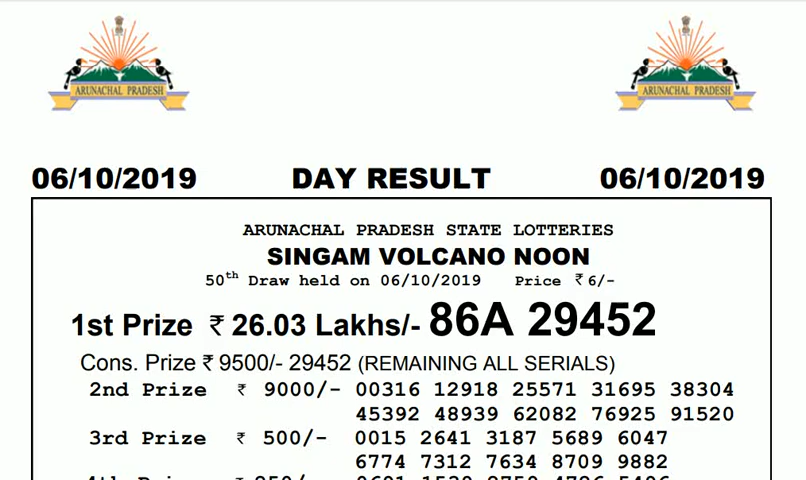 ARUNACHAL PRADESH ARUNACHAL PRADESH
06/10/2019 DAY RESULT 06/10/2019
ARUNACHAL PRADESH STATE LOTTERIES
SINGAM VOLCANO NOON
50th Draw held on 06/10/2019 Price ₹ 6/-
1st Prize ₹ 26.03 Lakhs/- 86A 29452
Cons. Prize ₹ 9500/- 29452 (REMAINING ALL SERIALS)
2nd Prize ₹ 9000/- 00316 12918 25571 31695 38304
45392 48939 62082 76925 91520
3rd Prize ₹ 500/- 0015 2641 3187 5689 6047
6774 7312 7634 8709 9882